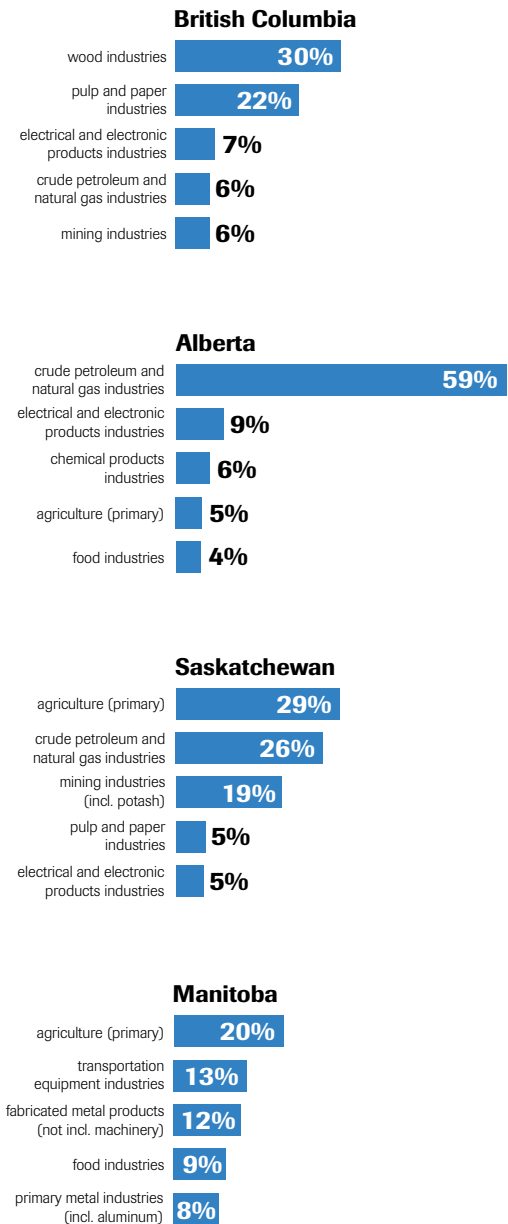 British Columbia
wood industries
30%
pulp and paper
industries
22%
electrical and electronic
products industries
7%
crude petroleum and
natural gas industries
6%
mining industries
6%
Alberta
crude petroleum and
natural gas industries
59%
electrical and electronic
products industries
9%
chemical products
industries
6%
agriculture (primary)
5%
food industries
4%
Saskatchewan
agriculture (primary)
29%
crude petroleum and
natural gas industries
26%
mining industries
(incl. potash)
19%
pulp and paper
industries
5%
electrical and electronic
products industries
5%
Manitoba
agriculture (primary)
20%
transportation
equipment industries
13%
fabricated metal products
(not incl. machinery)
12%
food industries
9%
primary metal industries
(incl. aluminum)
8%